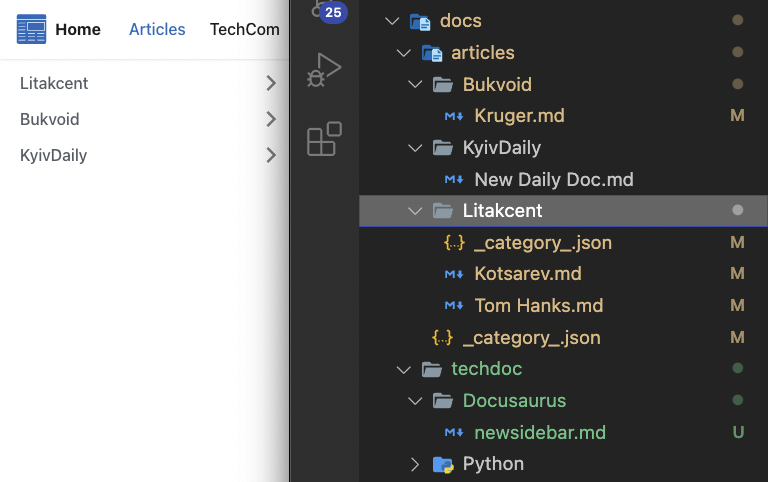 Home Articles TechCom
Litakcent
Bukvoid
KyivDaily
25
docs
articles
Bukvoid
Kruger.md M
KyivDaily
New Daily Doc.md
Litakcent
{..} _category_.json M
Kotsarev.md M
Tom Hanks.md M
{..} _category_.json M
techdoc
Docusaurus
newsidebar.md U
Python